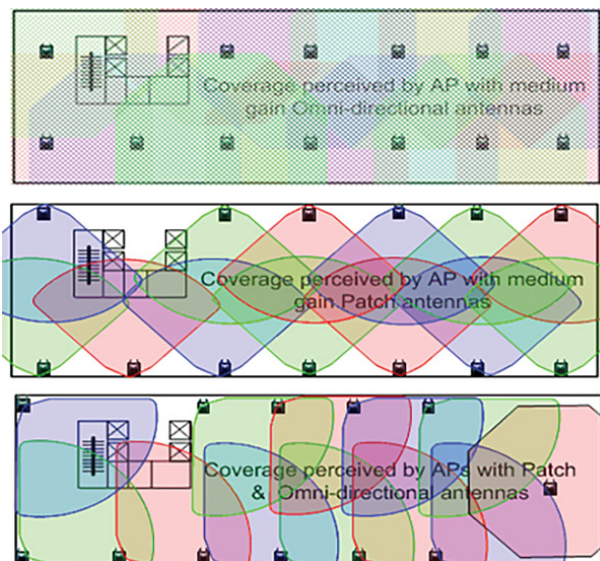 Coverage perceived by AP with medium
gain Omni-directional antennas
Coverage perceived by AP with medium
gain Patch antennas
Coverage perceived by APs with Patch
& Omni-directional antennas